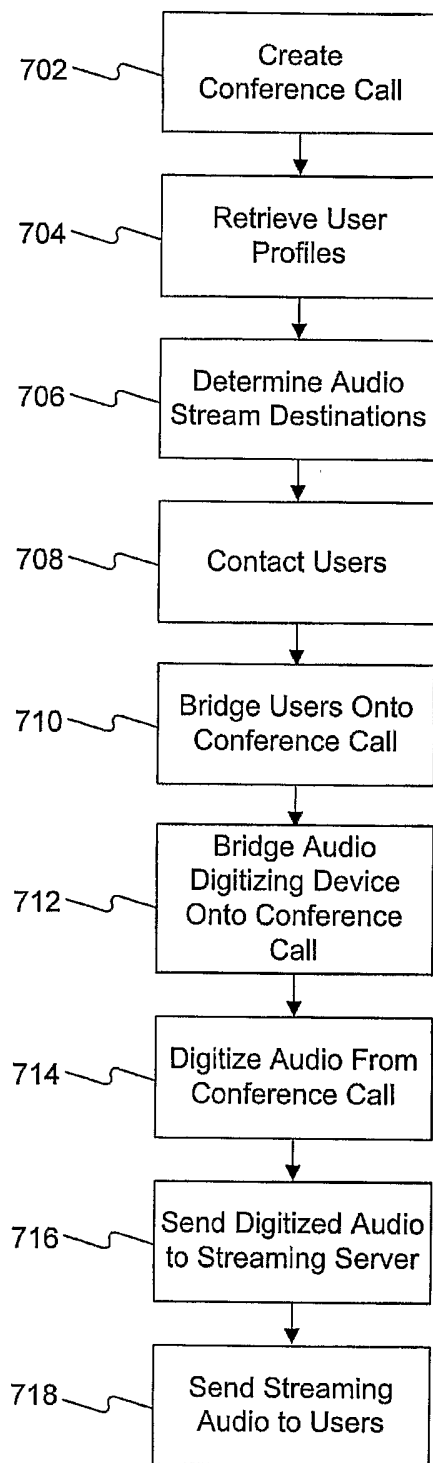 702
Create
Conference Call
704
Retrieve User
Profiles
706
Determine Audio
Stream Destinations
708
Contact Users
710
Bridge Users Onto
Conference Call
712
Bridge Audio
Digitizing Device
Onto Conference
Call
714
Digitize Audio From
Conference Call
716
Send Digitized Audio
to Streaming Server
718
Send Streaming
Audio to Users